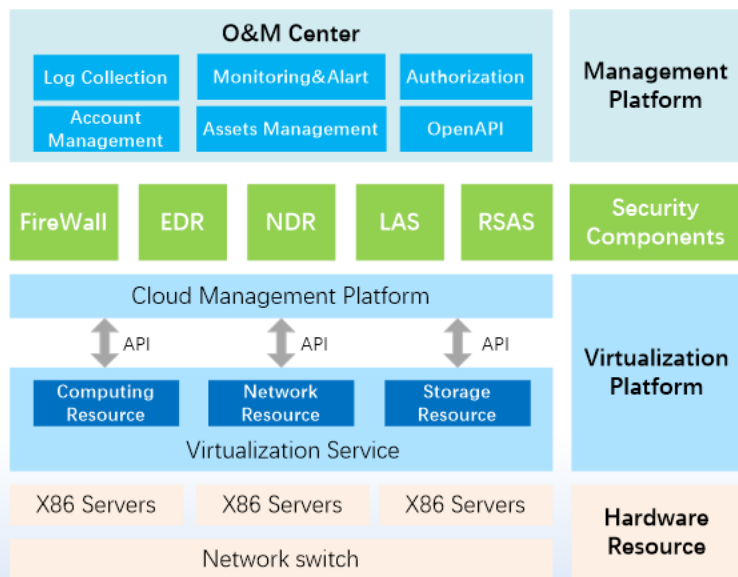 O&M Center
Log Collection
Monitoring&Alart
Authorization
Account
Management
Assets Management
OpenAPI
Management
Platform
FireWall
EDR
NDR
LAS
RSAS
Security
Components
Cloud Management Platform
API
API
API
Computing
Resource
Network
Resource
Storage
Resource
Virtualization Service
Virtualization
Platform
X86 Servers
X86 Servers
X86 Servers
Network switch
Hardware
Resource